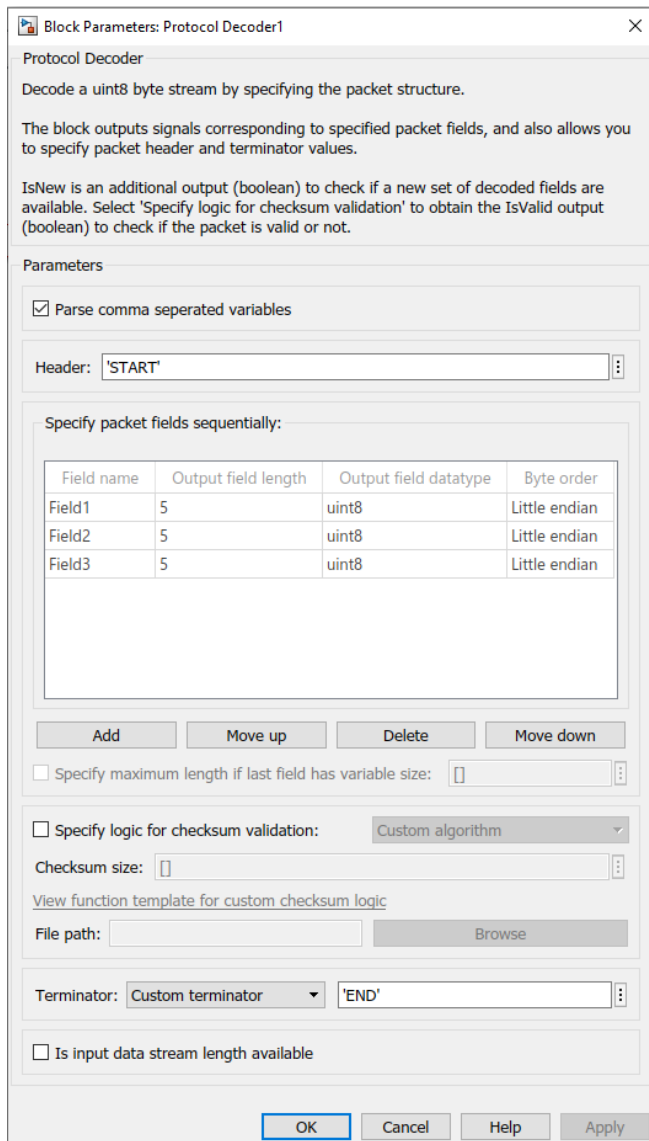 Block Parameters: Protocol Decoder1
Protocol Decoder
Decode a uint8 byte stream by specifying the packet structure.
The block outputs signals corresponding to specified packet fields, and also allows you
to specify packet header and terminator values.
IsNew is an additional output (boolean) to check if a new set of decoded fields are
available. Select 'Specify logic for checksum validation' to obtain the IsValid output
(boolean) to check if the packet is valid or not.
Parameters
Parse comma seperated variables
Header: 'START'
Specify packet fields sequentially:
Field name Output field length Output field datatype Byte order
Field1 5 uint8 Little endian
Field2 5 uint8 Little endian
Field3 5 uint8 Little endian
Add Move up Delete Move down
Specify maximum length if last field has variable size: []
Specify logic for checksum validation: Custom algorithm
Checksum size: []
View function template for custom checksum logic
File path: Browse
Terminator: Custom terminator 'END'
Is input data stream length available
OK Cancel Help Apply